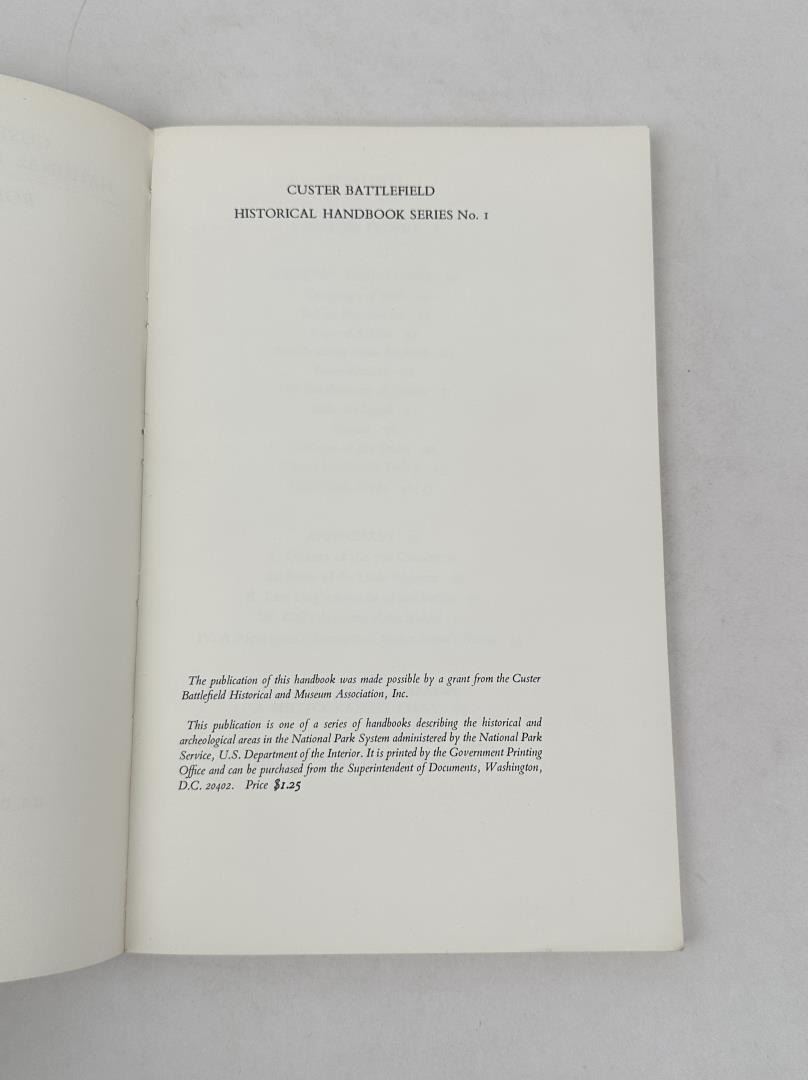 CUSTER BATTLEFIELD
HISTORICAL HANDBOOK SERIES No. 1
The publication of this handbook was made possible by a grant from the Custer
Battlefield Historical and Museum Association, Inc.
This publication is one of a series of handbooks describing the historical and
archeological areas in the National Park System administered by the National Park
Service, U.S. Department of the Interior. It is printed by the Government Printing
Office and can be purchased from the Superintendent of Documents, Washington,
D.C. 20402. Price $1.25